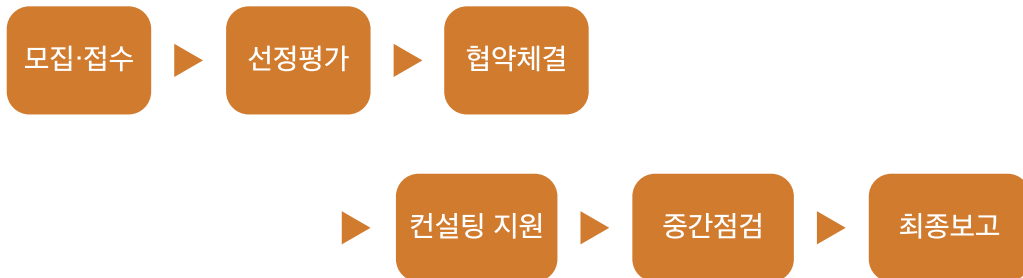 모집·접수
선정평가
협약체결
컨설팅 지원
중간점검
최종보고